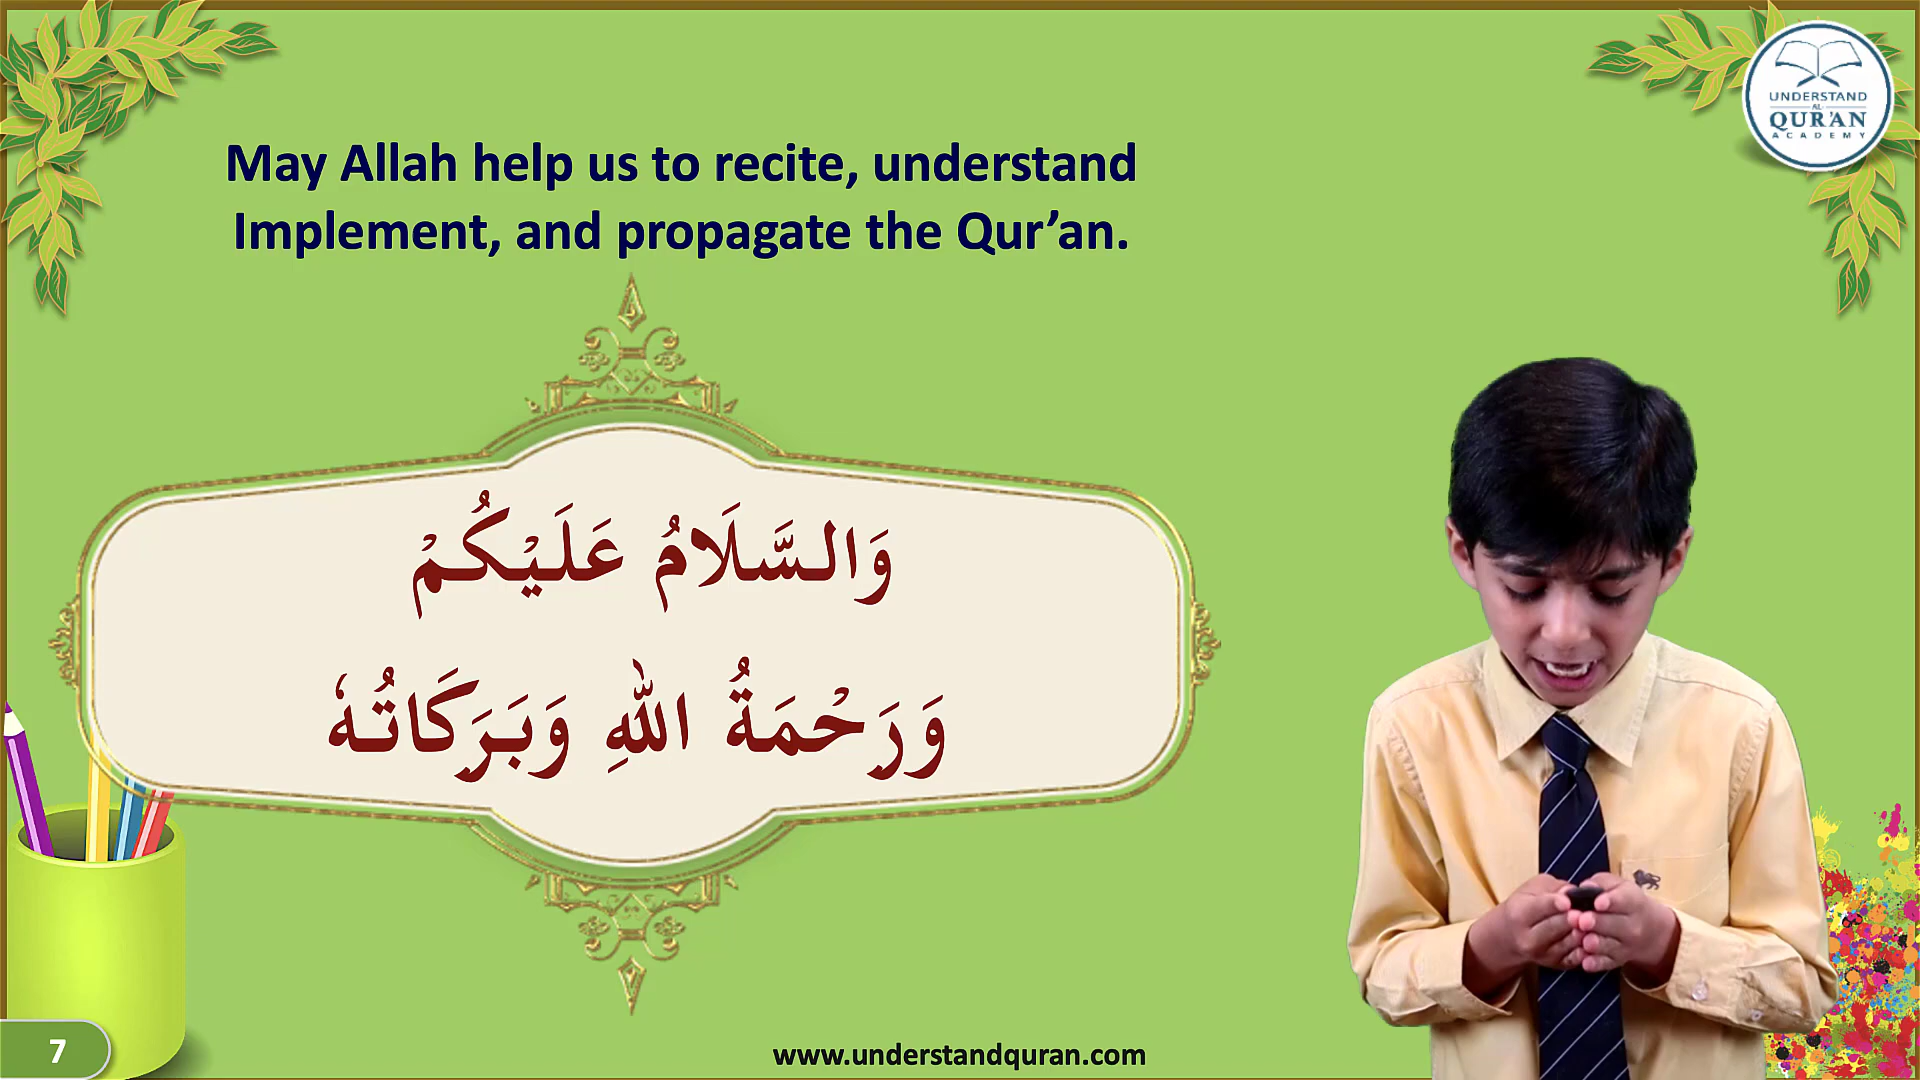 UNDERSTAND
AL-
QUR'AN
ACADEMY
May Allah help us to recite, understand
Implement, and propagate the Qur’an.
وَالسَّلَامُ عَلَيْكُمْ
وَرَحْمَةُ اللهِ وَبَرَكَاتُهٗ
7
www.understandquran.com